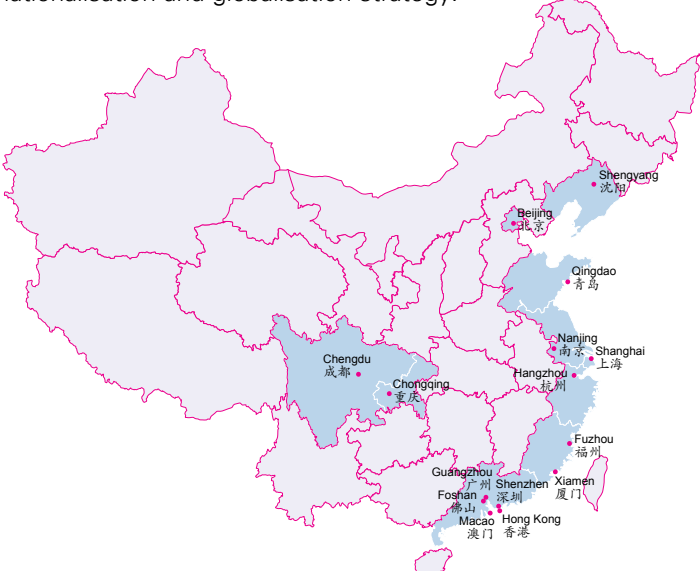 nationalisation and globalisation strategy.
Shengyang
沈阳
Beijing
北京
Qingdao
青岛
Nanjing
南京
Shanghai
上海
Hangzhou
杭州
Chengdu
成都
Chongqing
重庆
Fuzhou
福州
Xiamen
厦门
Guangzhou
广州
Shenzhen
深圳
Foshan
佛山
Macao
澳门
Hong Kong
香港